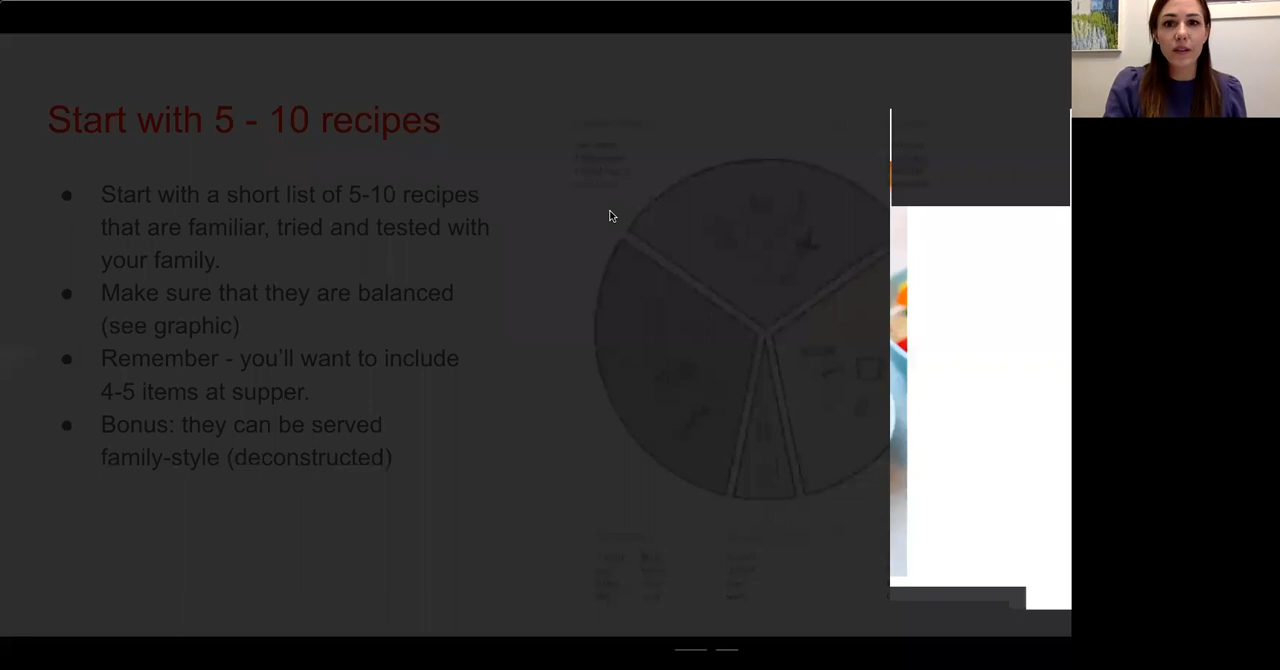 Start with 5 - 10 recipes
● Start with a short list of 5-10 recipes
that are familiar, tried and tested with
your family.
● Make sure that they are balanced
(see graphic)
● Remember - you’ll want to include
4-5 items at supper.
● Bonus: they can be served
family-style (deconstructed)